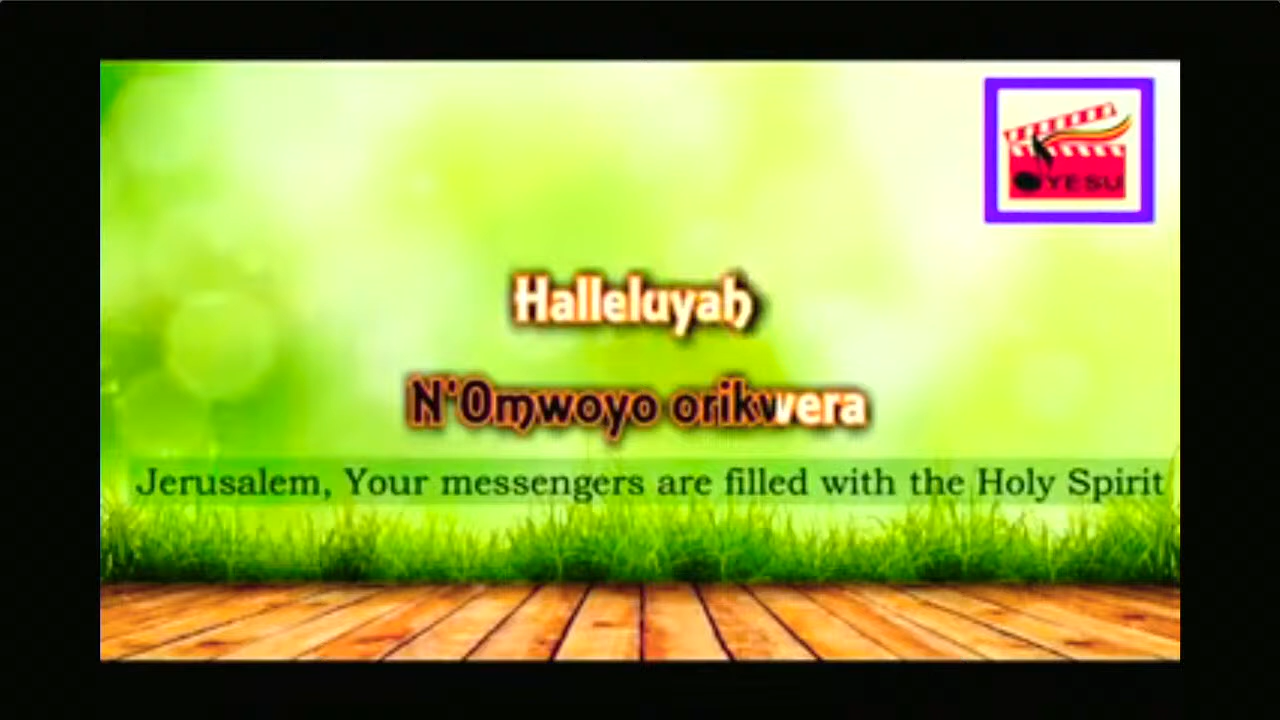 YESU
Halleluyah
N'Omwoyo orikwera
Jerusalem, Your messengers are filled with the Holy Spirit